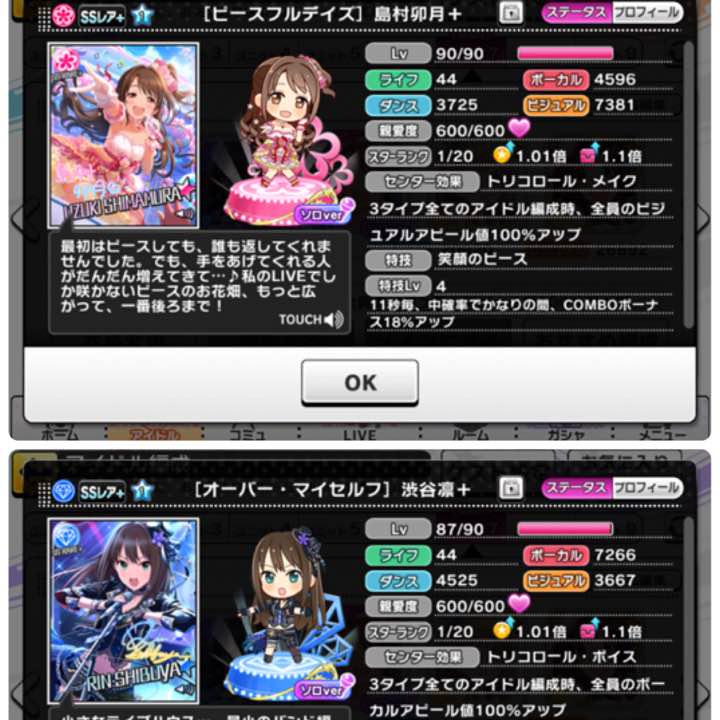 SSレア+ ★1 [ピースフルデイズ] 島村卯月+ ステータス プロフィール
Lv 90/90
ライフ 44 ボーカル 4596
ダンス 3725 ビジュアル 7381
親愛度 600/600
スターランク 1/20 1.01倍 1.1倍
センター効果 トリコロール・メイク
3タイプ全てのアイドル編成時、全員のビジ
ュアルアピール値100%アップ
特技 笑顔のピース
特技Lv 4
11秒毎、中確率でかなりの間、COMBOボーナ
ス18%アップ
UZUKI SHIMAMURA
ソロver
最初はピースしても、誰も返してくれま
せんでした。でも、手をあげてくれる人
がだんだん増えてきて…♪私のLIVEでし
か咲かないピースのお花畑、もっと広
がって、一番後ろまで!
TOUCH
OK
ホーム アイドル コミュ LIVE ルーム ガシャ メニュー
アイドル編成
SSレア+ ★1 [オーバー・マイセルフ] 渋谷凛+ ステータス プロフィール
Lv 87/90
ライフ 44 ボーカル 7266
ダンス 4525 ビジュアル 3667
親愛度 600/600
スターランク 1/20 1.01倍 1.1倍
センター効果 トリコロール・ボイス
3タイプ全てのアイドル編成時、全員のボー
カルアピール値100%アップ
RIN SHIBUYA
ソロver